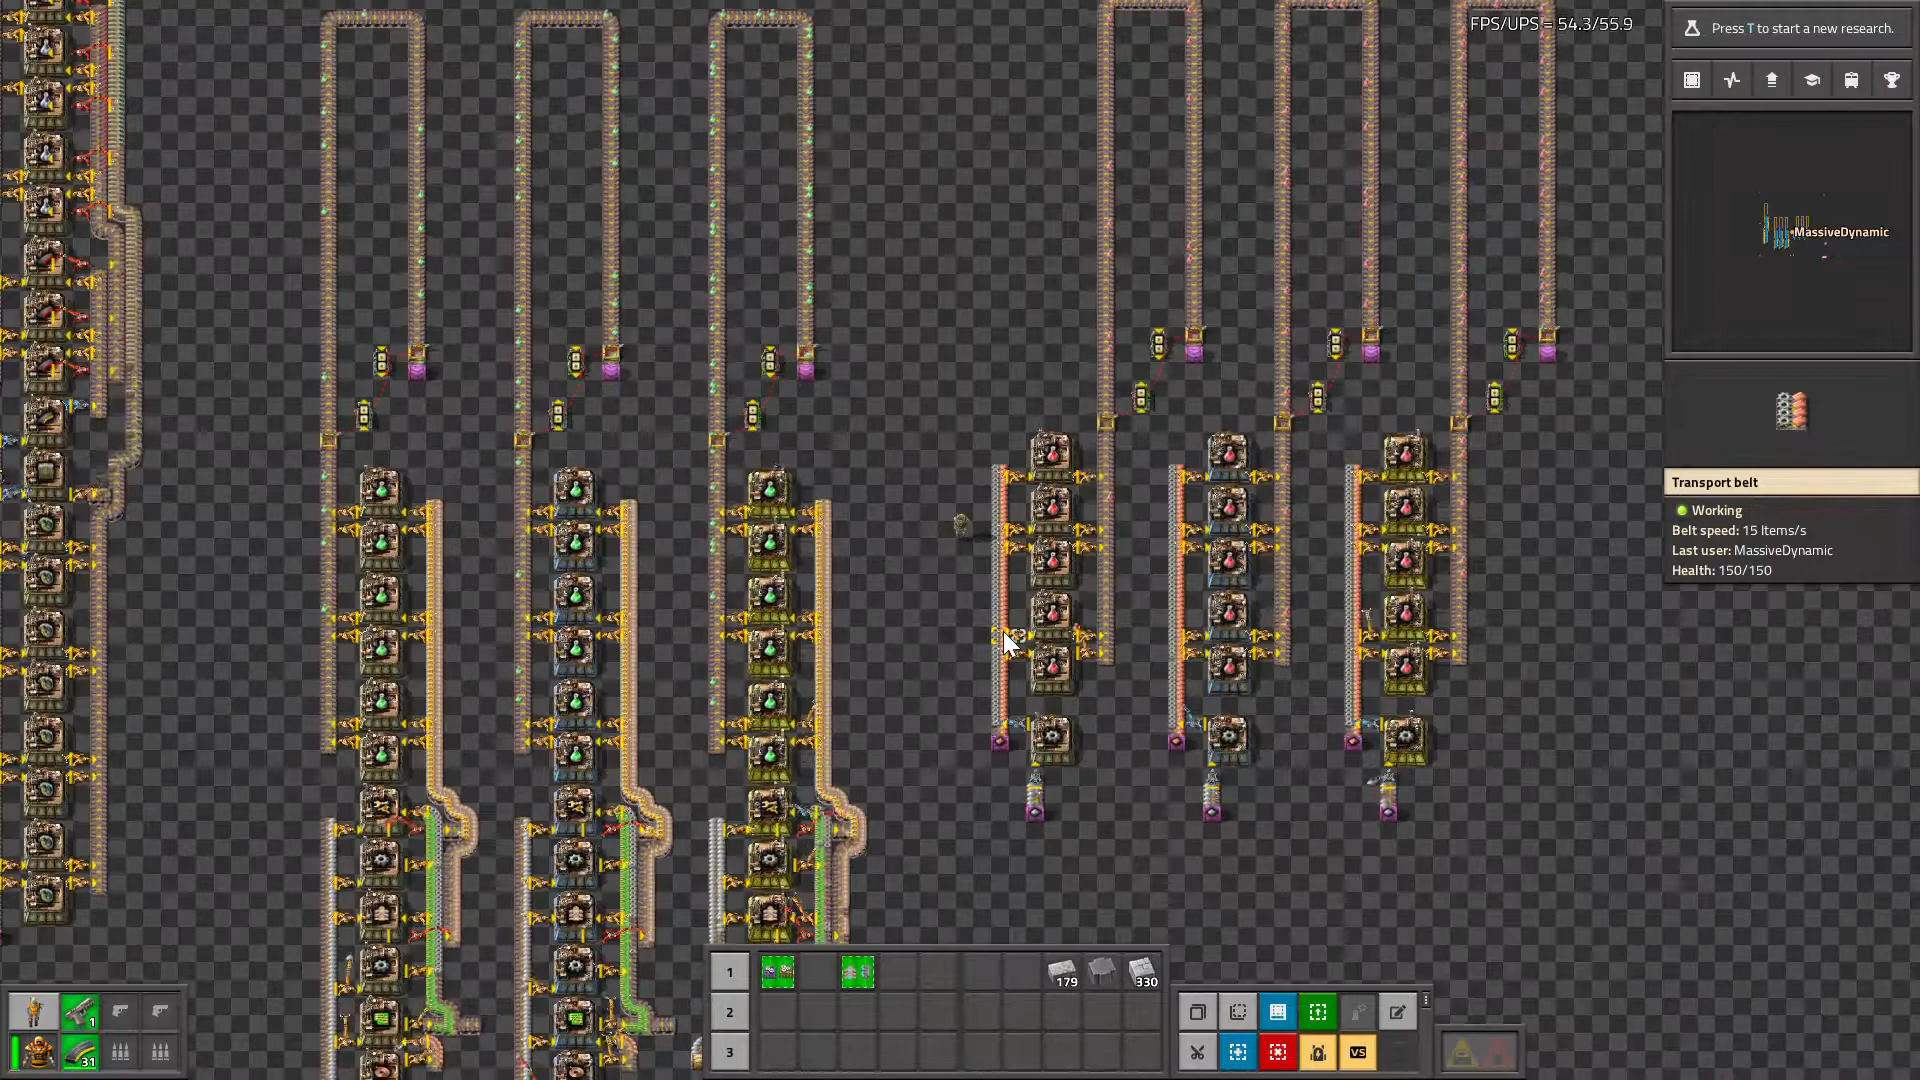 FPS/UPS = 54.3/55.9
Press T to start a new research.
MassiveDynamic
Transport belt
Working
Belt speed: 15 Items/s
Last user: MassiveDynamic
Health: 150/150
1
179
330
2
3
1
31
VS